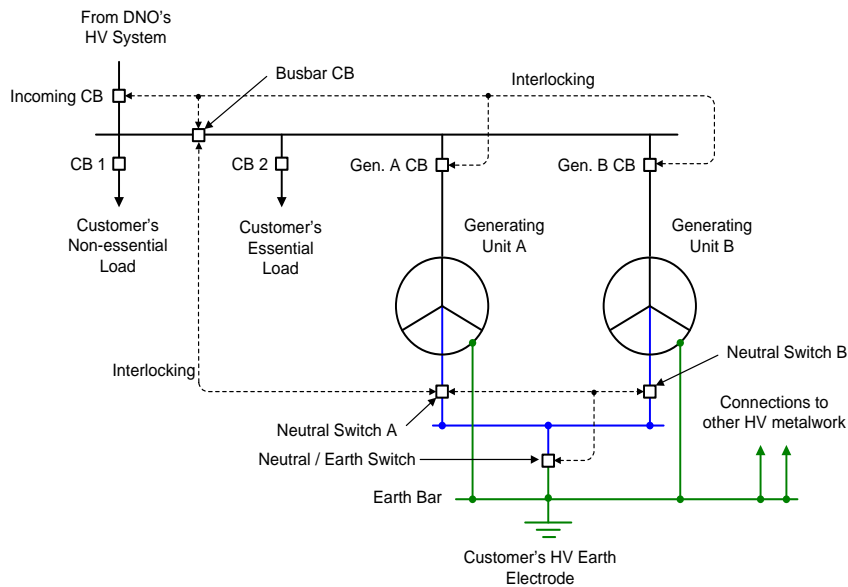 From DNO's
HV System
Busbar CB
Interlocking
Incoming CB
CB 1
CB 2
Gen. A CB
Gen. B CB
Customer's
Non-essential
Load
Customer's
Essential
Load
Generating
Unit A
Generating
Unit B
Interlocking
Neutral Switch B
Neutral Switch A
Connections to
other HV metalwork
Neutral / Earth Switch
Earth Bar
Customer's HV Earth
Electrode